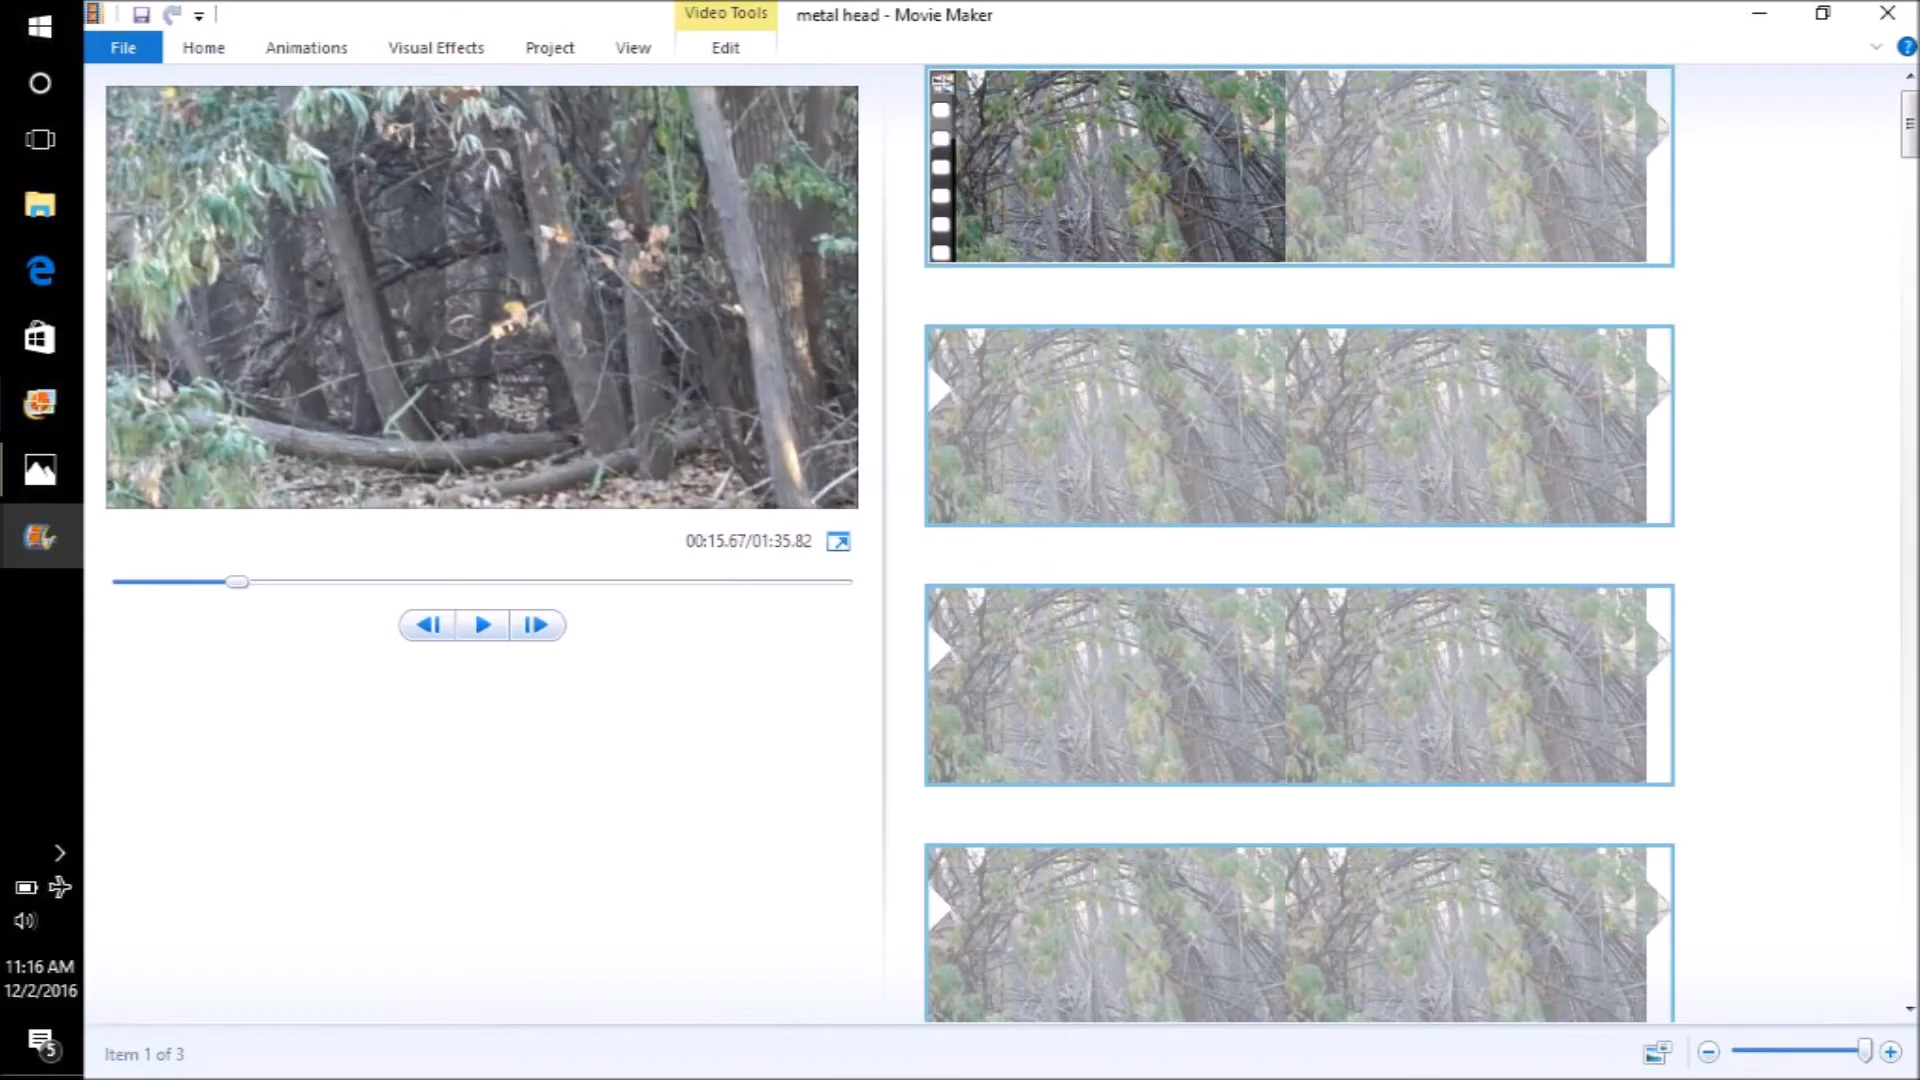 Video Tools
metal head - Movie Maker
File
Home
Animations
Visual Effects
Project
View
Edit
?
00:15.67/01:35.82
11:16 AM
12/2/2016
5
Item 1 of 3